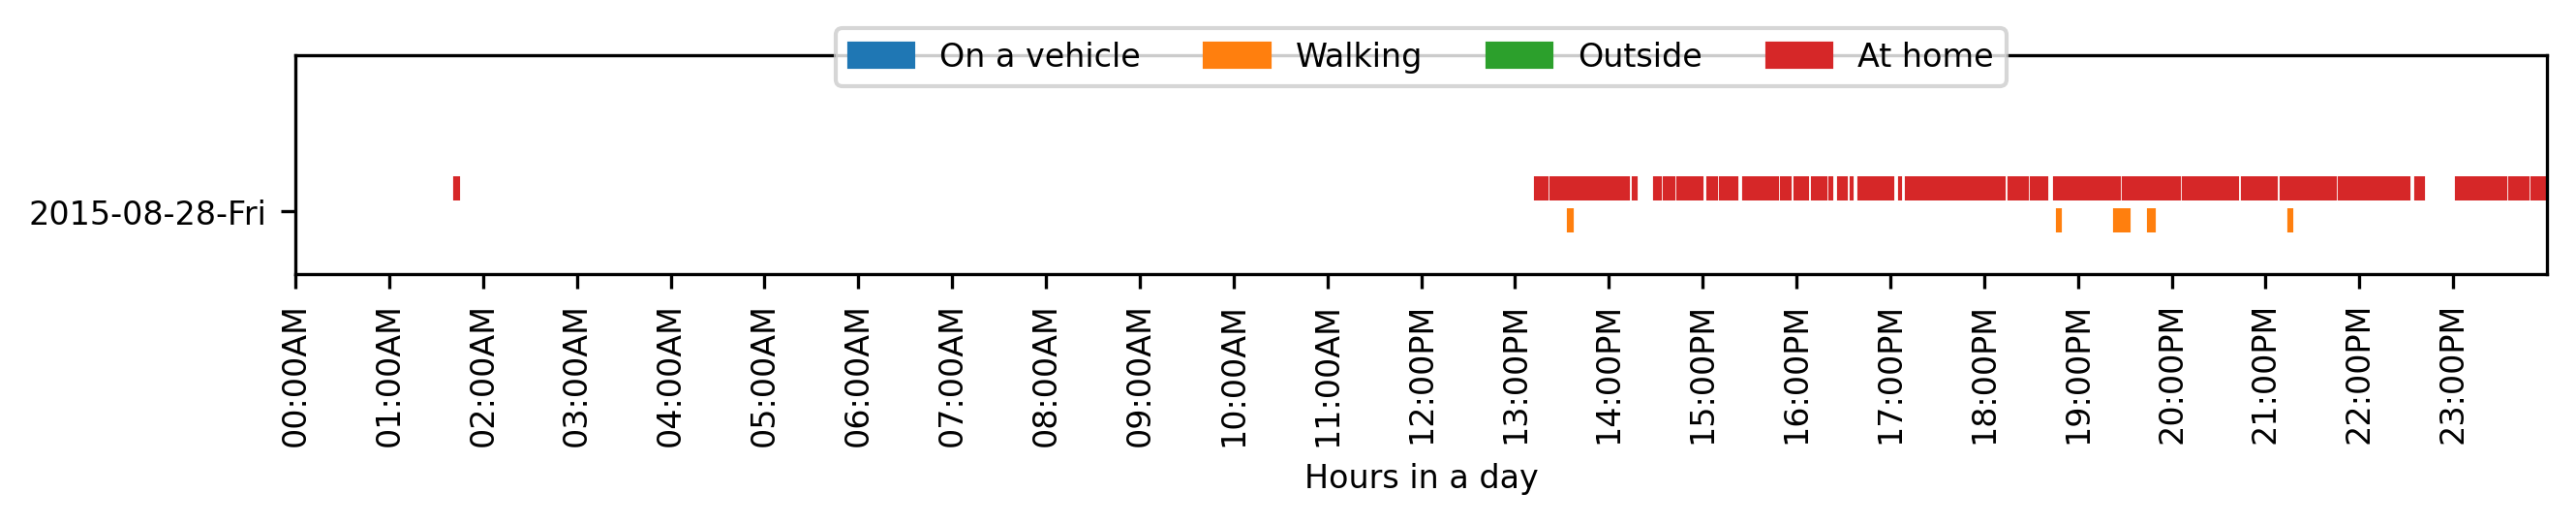 On a vehicle Walking Outside At home
2015-08-28-Fri
00:00AM 01:00AM 02:00AM 03:00AM 04:00AM 05:00AM 06:00AM 07:00AM 08:00AM 09:00AM 10:00AM 11:00AM 12:00PM 13:00PM 14:00PM 15:00PM 16:00PM 17:00PM 18:00PM 19:00PM 20:00PM 21:00PM 22:00PM 23:00PM
Hours in a day